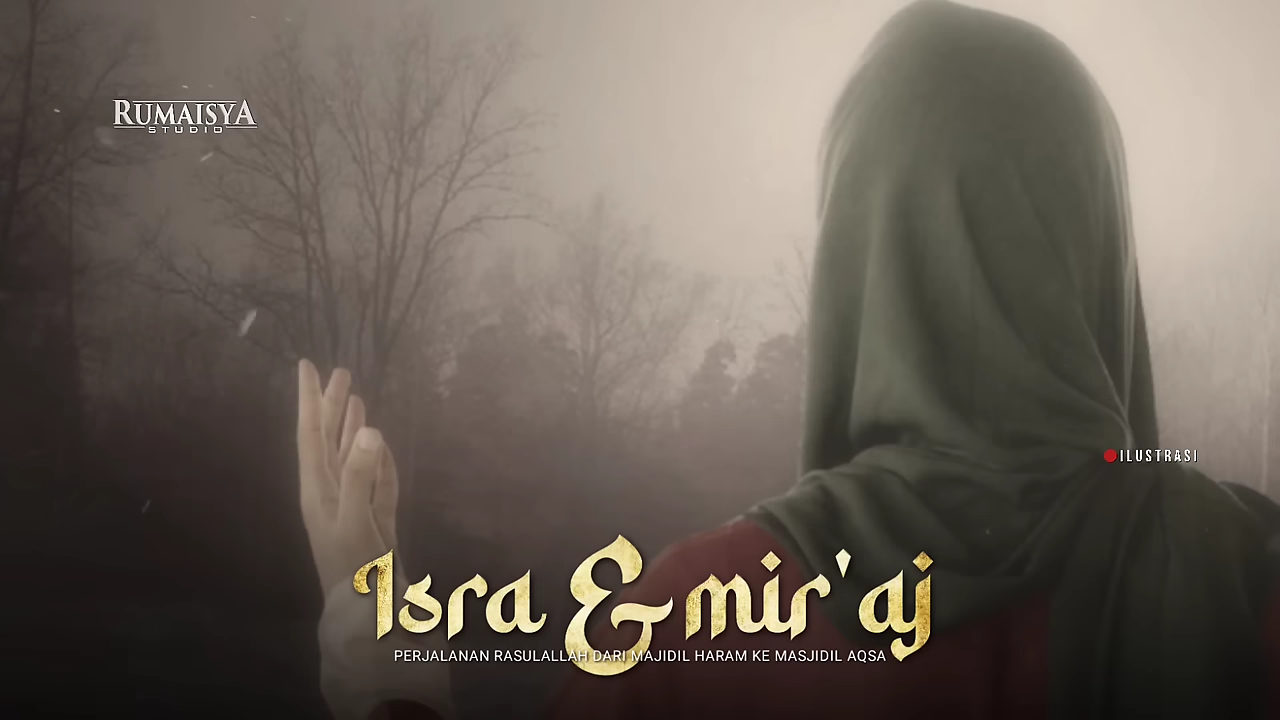 RUMAISYA
STUDIO
ILUSTRASI
Isra & mir'aj
PERJALANAN RASULALLAH DARI MAJIDIL HARAM KE MASJIDIL AQSA